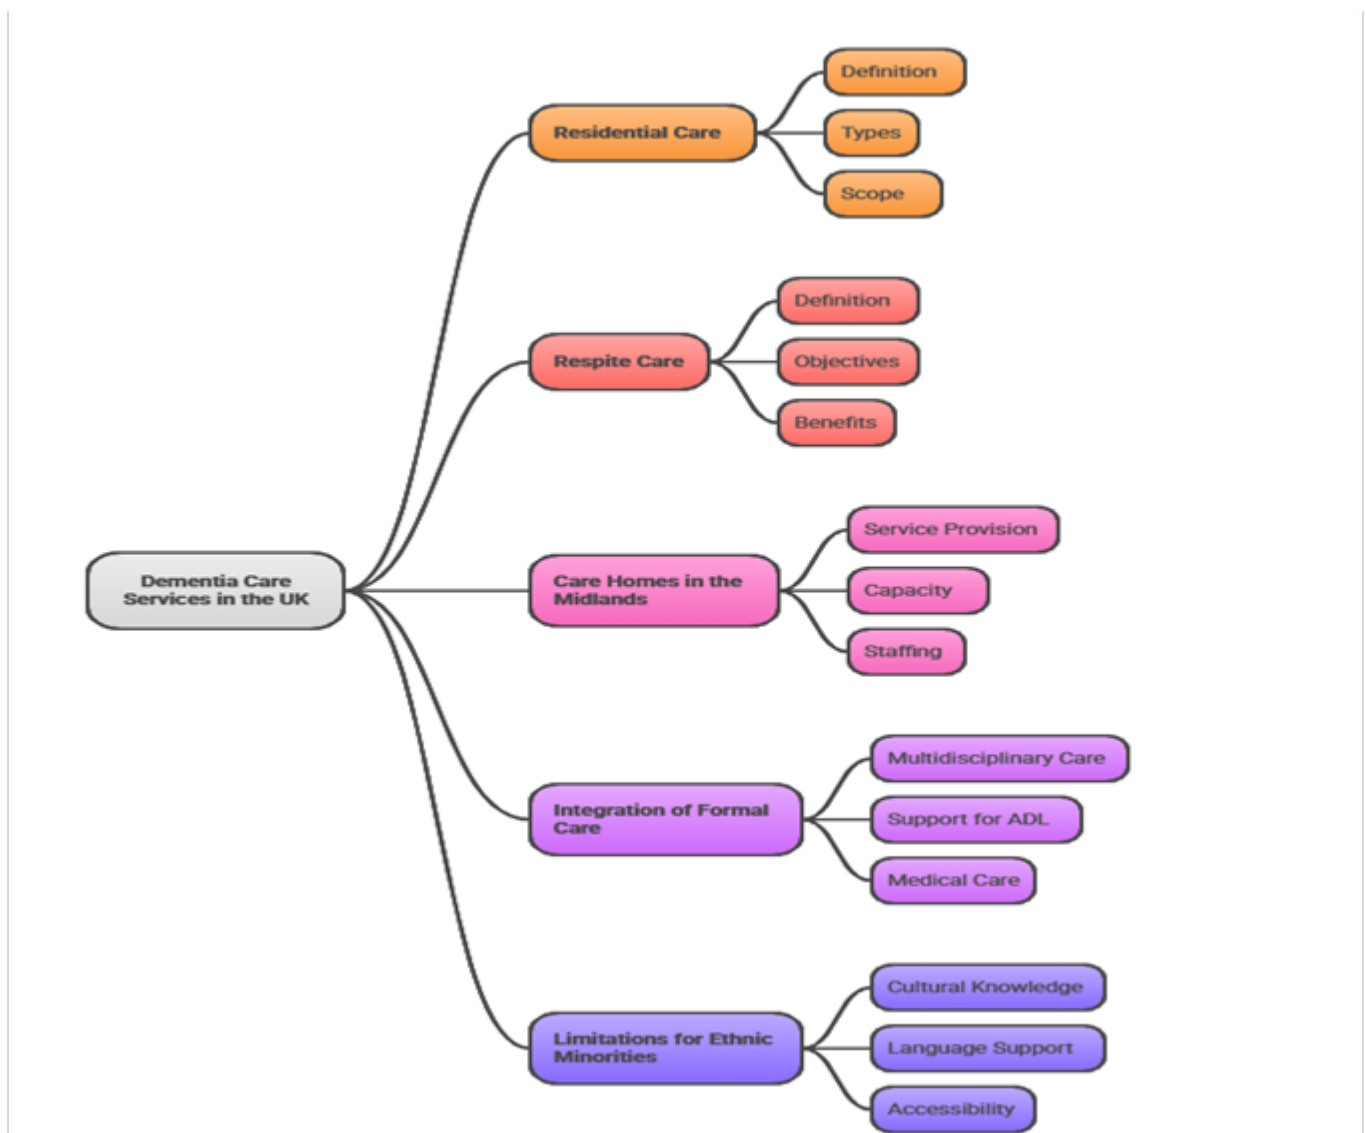 Dementia Care
Services in the UK
Residential Care
Definition
Types
Scope
Respite Care
Definition
Objectives
Benefits
Care Homes in the
Midlands
Service Provision
Capacity
Staffing
Integration of Formal
Care
Multidisciplinary Care
Support for ADL
Medical Care
Limitations for Ethnic
Minorities
Cultural Knowledge
Language Support
Accessibility